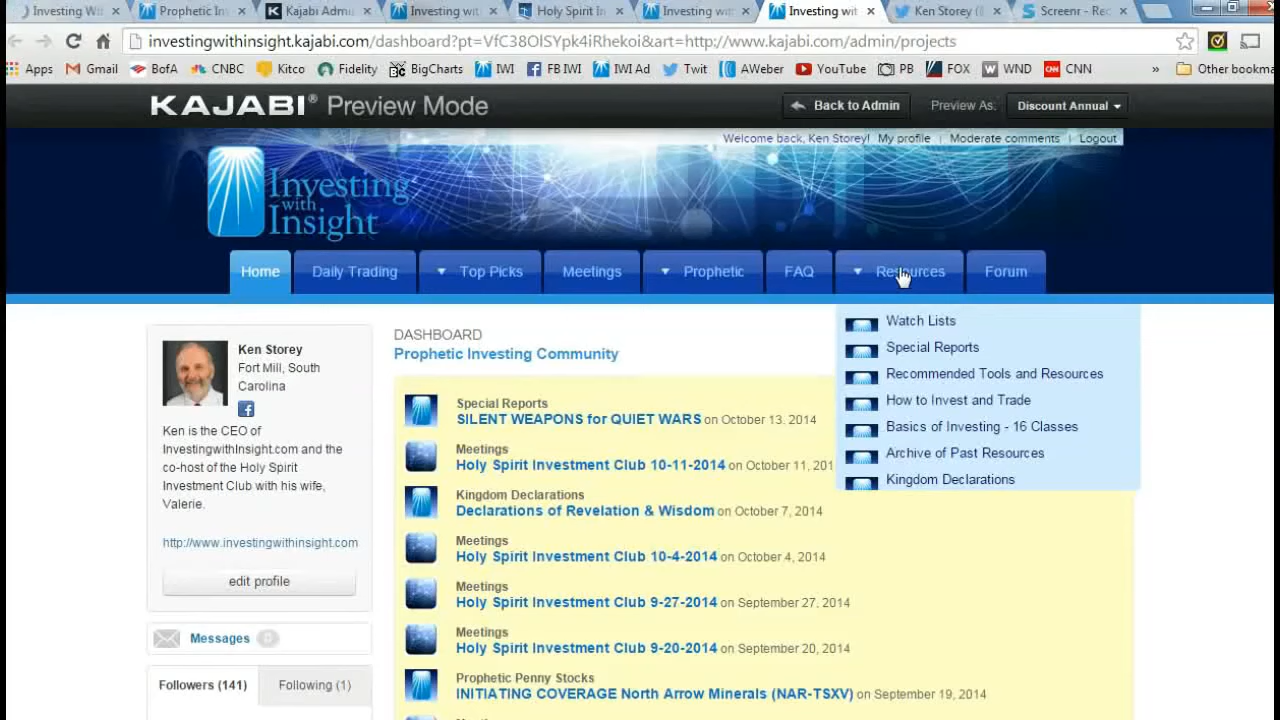 Investing Wi
Prophetic In
Kajabi Admi
Investing wit
Holy Spirit In
Investing wit
Investing wit
Ken Storey (
Screenr - Rec
investingwithinsight.kajabi.com/dashboard?pt=VfC38OlSYpk4iRhekoi&art=http://www.kajabi.com/admin/projects
Apps Gmail BofA CNBC Kitco Fidelity BigCharts IWI FB IWI IWI Ad Twit AWeber YouTube PB FOX WND CNN » Other bookma
KAJABI® Preview Mode
Back to Admin
Preview As:
Discount Annual
Welcome back, Ken Storey! My profile | Moderate comments | Logout
Investing
with
Insight
Home Daily Trading Top Picks Meetings Prophetic FAQ Resources Forum
Watch Lists
Special Reports
Recommended Tools and Resources
How to Invest and Trade
Basics of Investing - 16 Classes
Archive of Past Resources
Kingdom Declarations
Ken Storey
Fort Mill, South
Carolina
Ken is the CEO of
InvestingwithInsight.com and the
co-host of the Holy Spirit
Investment Club with his wife,
Valerie.
http://www.investingwithinsight.com
edit profile
Messages 0
Followers (141)
Following (1)
DASHBOARD
Prophetic Investing Community
Special Reports
SILENT WEAPONS for QUIET WARS on October 13, 2014
Meetings
Holy Spirit Investment Club 10-11-2014 on October 11, 201
Kingdom Declarations
Declarations of Revelation & Wisdom on October 7, 2014
Meetings
Holy Spirit Investment Club 10-4-2014 on October 4, 2014
Meetings
Holy Spirit Investment Club 9-27-2014 on September 27, 2014
Meetings
Holy Spirit Investment Club 9-20-2014 on September 20, 2014
Prophetic Penny Stocks
INITIATING COVERAGE North Arrow Minerals (NAR-TSXV) on September 19, 2014